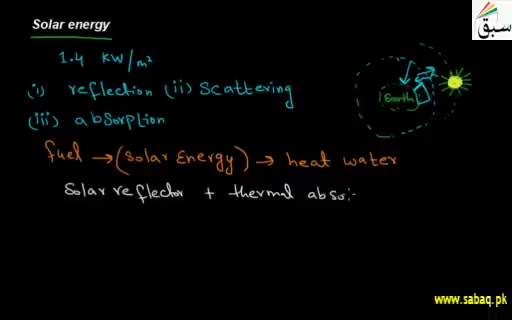 Solar energy
سبق
1.4 KW/m²
Earth
(i) reflection (ii) Scattering
(iii) absorption
fuel → (Solar Energy) → heat water
Solar reflector + thermal abso
www.sabaq.pk